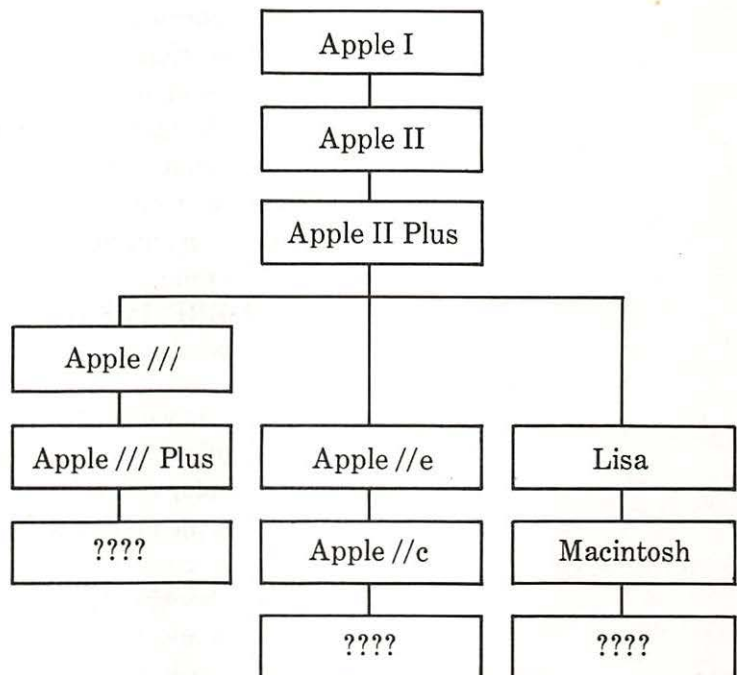 Apple I
Apple II
Apple II Plus
Apple ///
Apple /// Plus
Apple //e
Lisa
????
Apple //c
Macintosh
????
????